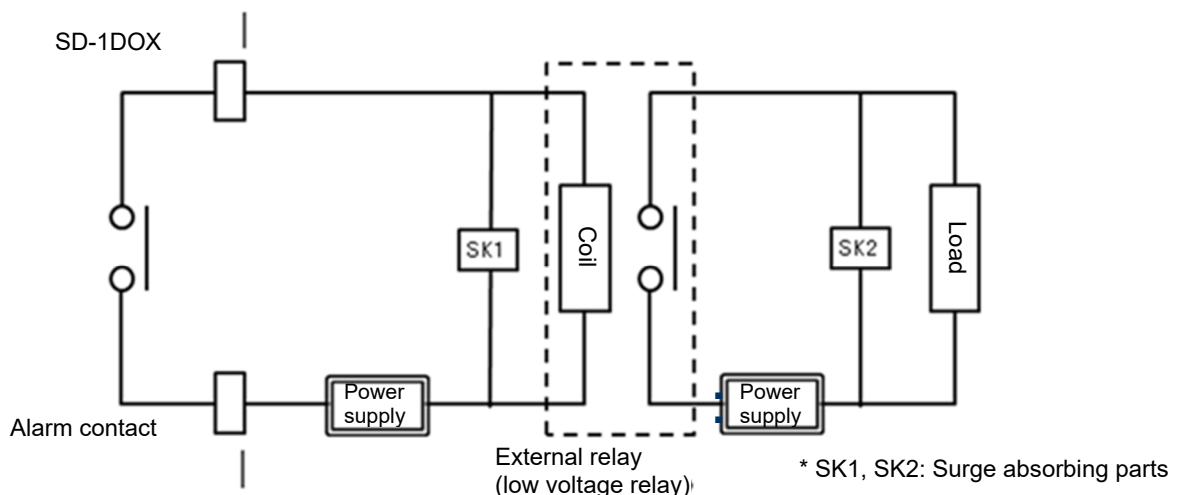 SD-1DOX
SK1
Coil
SK2
Load
Power
supply
Power
supply
Alarm contact
External relay
(low voltage relay)
* SK1, SK2: Surge absorbing parts